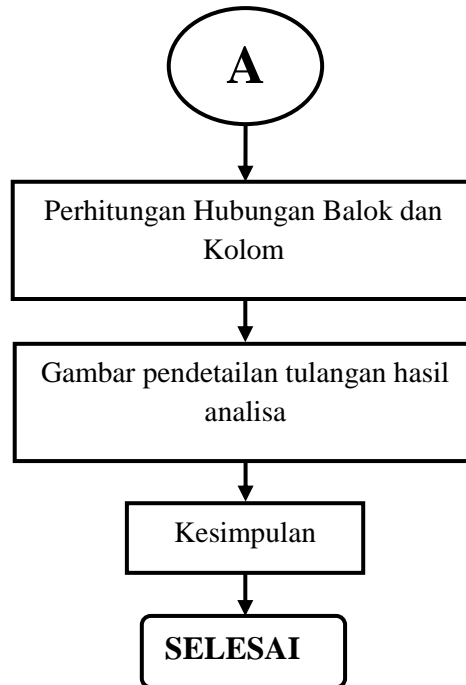 A
Perhitungan Hubungan Balok dan
Kolom
Gambar pendetailan tulangan hasil
analisa
Kesimpulan
SELESAI